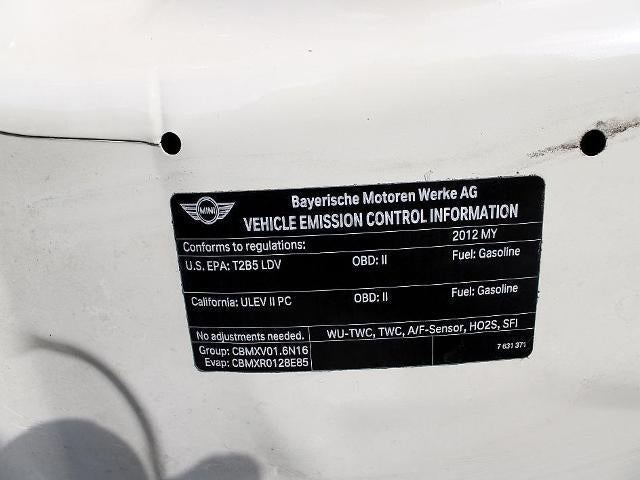 MINI
Bayerische Motoren Werke AG
VEHICLE EMISSION CONTROL INFORMATION
Conforms to regulations: 2012 MY
U.S. EPA: T2B5 LDV OBD: II Fuel: Gasoline
California: ULEV II PC OBD: II Fuel: Gasoline
No adjustments needed. WU-TWC, TWC, A/F-Sensor, HO2S, SFI
Group: CBMXV01.6N16
Evap: CBMXR0128E85 7 631 371